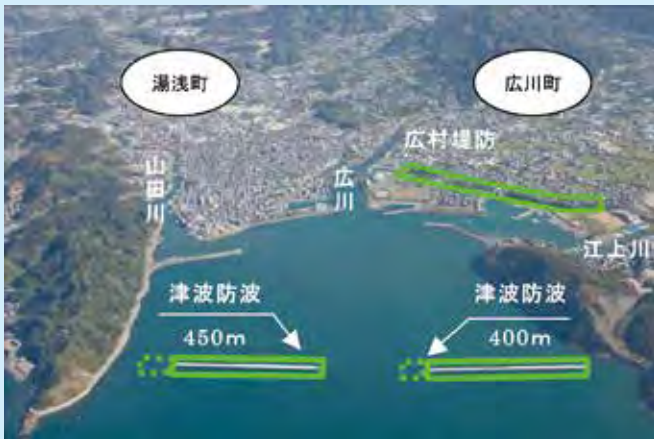 湯浅町
広川町
広村堤防
山田川
広川
江上川
津波防波
450m
津波防波
400m